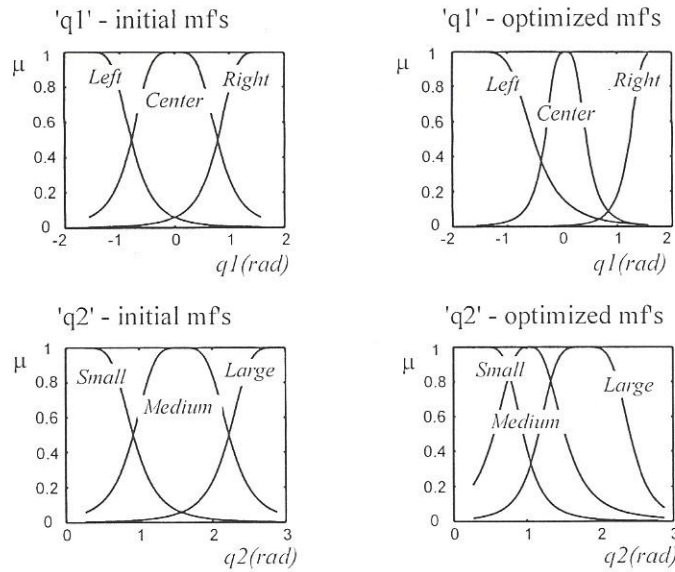 'q1' - initial mf's
'q1' - optimized mf's
μ
1
0.8
0.6
0.4
0.2
0
Left
Center
Right
-2
-1
0
1
2
q1(rad)
μ
1
0.8
0.6
0.4
0.2
0
Left
Center
Right
-2
-1
0
1
2
q1(rad)
'q2' - initial mf's
'q2' - optimized mf's
μ
1
0.8
0.6
0.4
0.2
0
Small
Medium
Large
0
1
2
3
q2(rad)
μ
1
0.8
0.6
0.4
0.2
0
Small
Medium
Large
0
1
2
3
q2(rad)